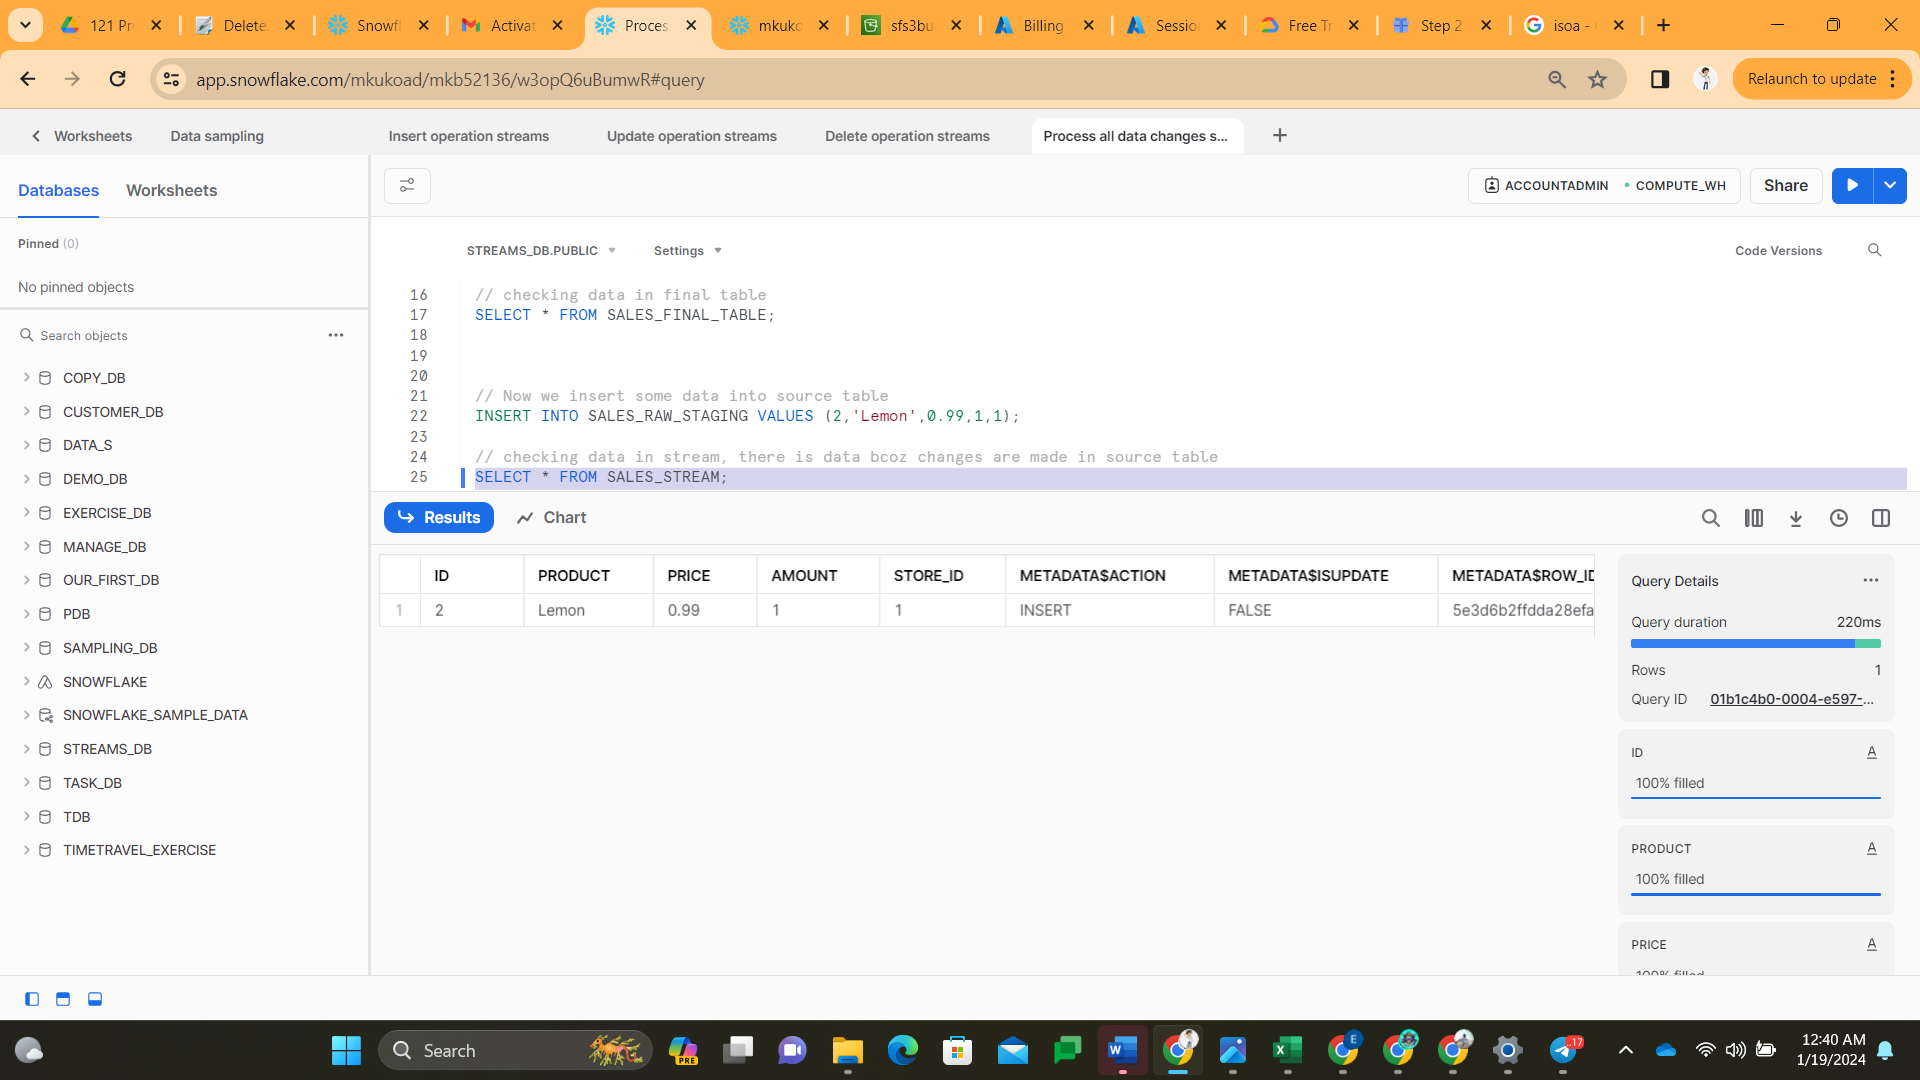 121 Pr
Delete
Snowfl
Activat
Proces
mkuko
sfs3bu
Billing
Sessio
Free Tr
Step 2
isoa -
app.snowflake.com/mkukoad/mkb52136/w3opQ6uBumwR#query
Relaunch to update
Worksheets
Data sampling
Insert operation streams
Update operation streams
Delete operation streams
Process all data changes s...
Databases
Worksheets
ACCOUNTADMIN
COMPUTE_WH
Share
Pinned (0)
No pinned objects
STREAMS_DB.PUBLIC
Settings
Code Versions
Search objects
COPY_DB
CUSTOMER_DB
DATA_S
DEMO_DB
EXERCISE_DB
MANAGE_DB
OUR_FIRST_DB
PDB
SAMPLING_DB
SNOWFLAKE
SNOWFLAKE_SAMPLE_DATA
STREAMS_DB
TASK_DB
TDB
TIMETRAVEL_EXERCISE
16 // checking data in final table
17 SELECT * FROM SALES_FINAL_TABLE;
18
19
20
21 // Now we insert some data into source table
22 INSERT INTO SALES_RAW_STAGING VALUES (2,'Lemon',0.99,1,1);
23
24 // checking data in stream, there is data bcoz changes are made in source table
25 SELECT * FROM SALES_STREAM;
Results
Chart
ID PRODUCT PRICE AMOUNT STORE_ID METADATA$ACTION METADATA$ISUPDATE METADATA$ROW_ID
1 2 Lemon 0.99 1 1 INSERT FALSE 5e3d6b2ffdda28efa
Query Details
Query duration 220ms
Rows 1
Query ID 01b1c4b0-0004-e597-...
ID A
100% filled
PRODUCT A
100% filled
PRICE A
100% filled
Search
PRE
W
X
E
17
12:40 AM
1/19/2024